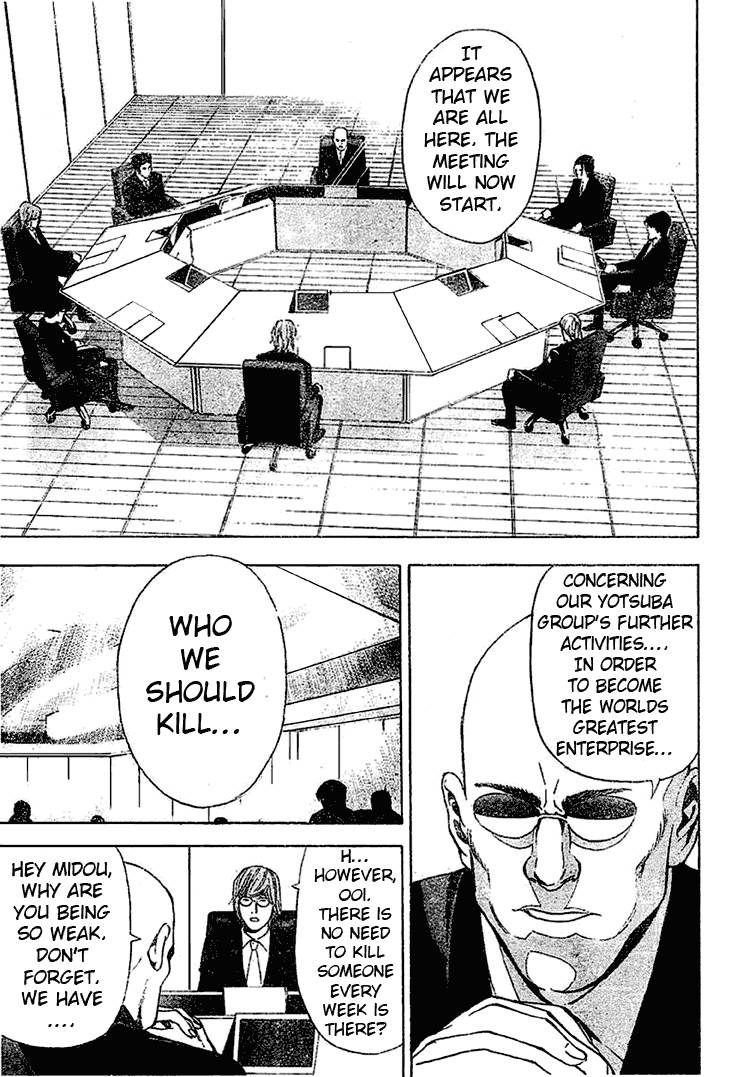 IT
APPEARS
THAT WE
ARE ALL
HERE. THE
MEETING
WILL NOW
START.
CONCERNING
OUR YOTSUBA
GROUP'S FURTHER
ACTIVITIES....
IN ORDER
TO BECOME
THE WORLDS
GREATEST
ENTERPRISE...
WHO
WE
SHOULD
KILL...
H...
HOWEVER,
OOI.
THERE IS
NO NEED
TO KILL
SOMEONE
EVERY
WEEK IS
THERE?
HEY MIDOU,
WHY ARE
YOU BEING
SO WEAK.
DON'T
FORGET.
WE HAVE
....